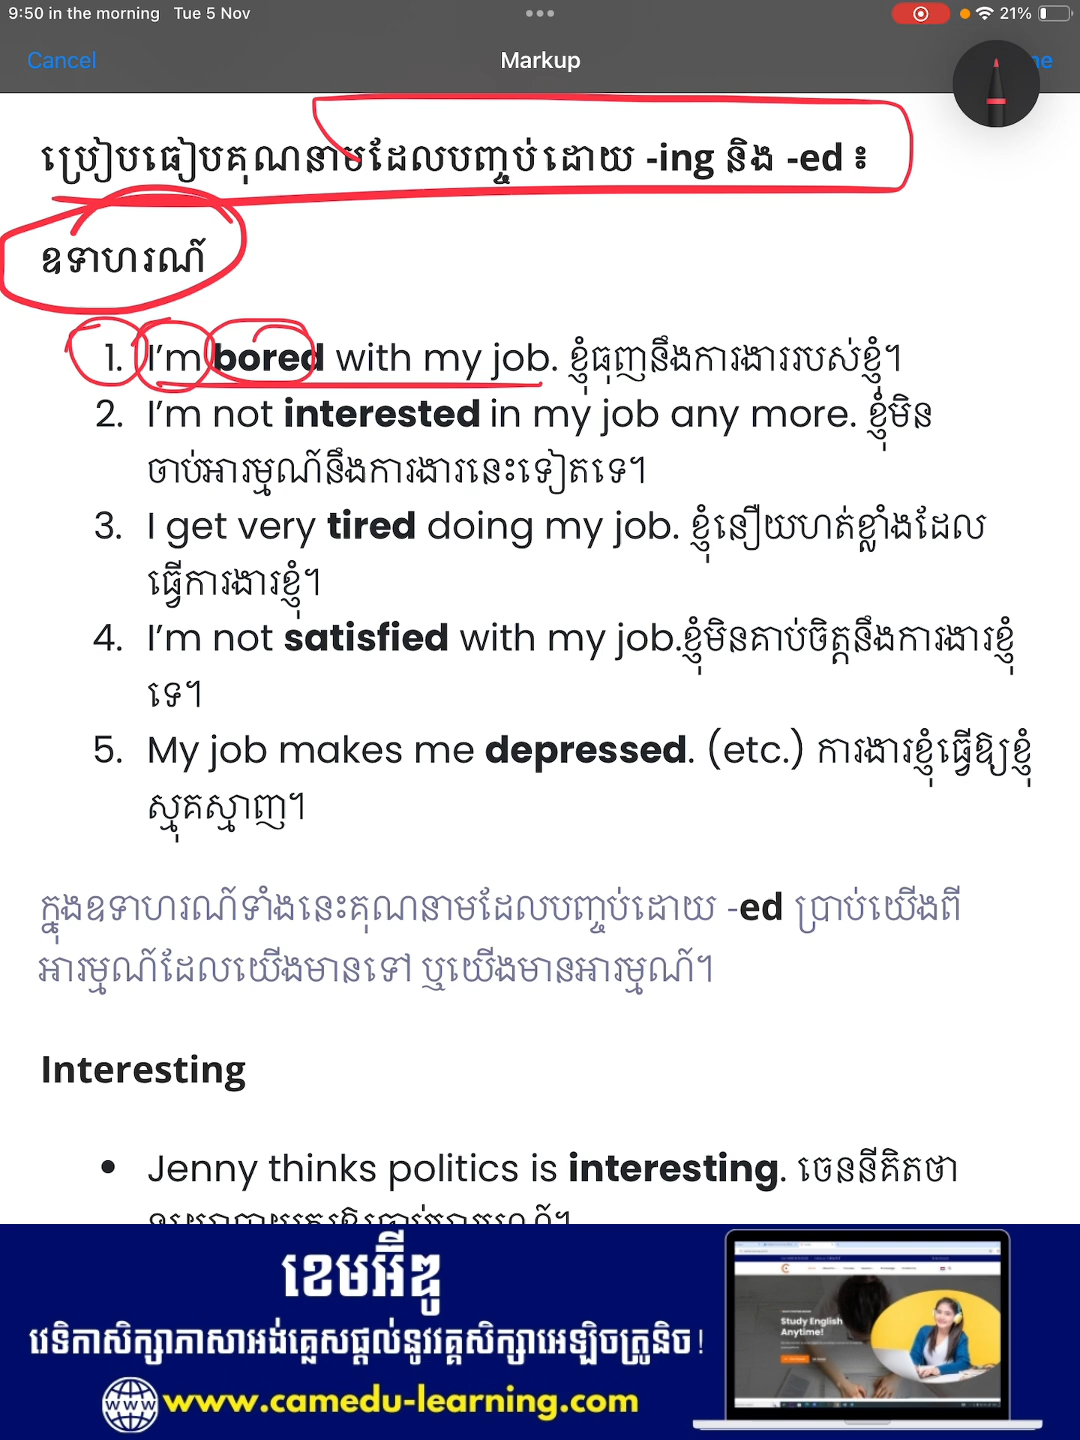 9:50 in the morning Tue 5 Nov
21%
Cancel
Markup
ប្រៀបធៀបគុណនាមដែលបញ្ចប់ដោយ -ing និង -ed ៖
ឧទាហរណ៍
1. I'm bored with my job. ខ្ញុំធុញនឹងការងាររបស់ខ្ញុំ។
2. I'm not interested in my job any more. ខ្ញុំមិន
ចាប់អារម្មណ៍នឹងការងារនេះទៀតទេ។
3. I get very tired doing my job. ខ្ញុំនឿយហត់ខ្លាំងដែល
ធ្វើការងារខ្ញុំ។
4. I'm not satisfied with my job.ខ្ញុំមិនគាប់ចិត្តនឹងការងារខ្ញុំ
ទេ។
5. My job makes me depressed. (etc.) ការងារខ្ញុំធ្វើឱ្យខ្ញុំ
ស្មុគស្មាញ។
ក្នុងឧទាហរណ៍ទាំងនេះគុណនាមដែលបញ្ចប់ដោយ -ed ប្រាប់យើងពី
អារម្មណ៍ដែលយើងមានទៅ ឬយើងមានអារម្មណ៍។
Interesting
• Jenny thinks politics is interesting. ចេននីគិតថា
ខេមអ៊ីឌូ
វេទិកាសិក្សាភាសាអង់គ្លេសផ្តល់នូវវគ្គសិក្សាអេឡិចត្រូនិច!
www.camedu-learning.com
Study English
Anytime!